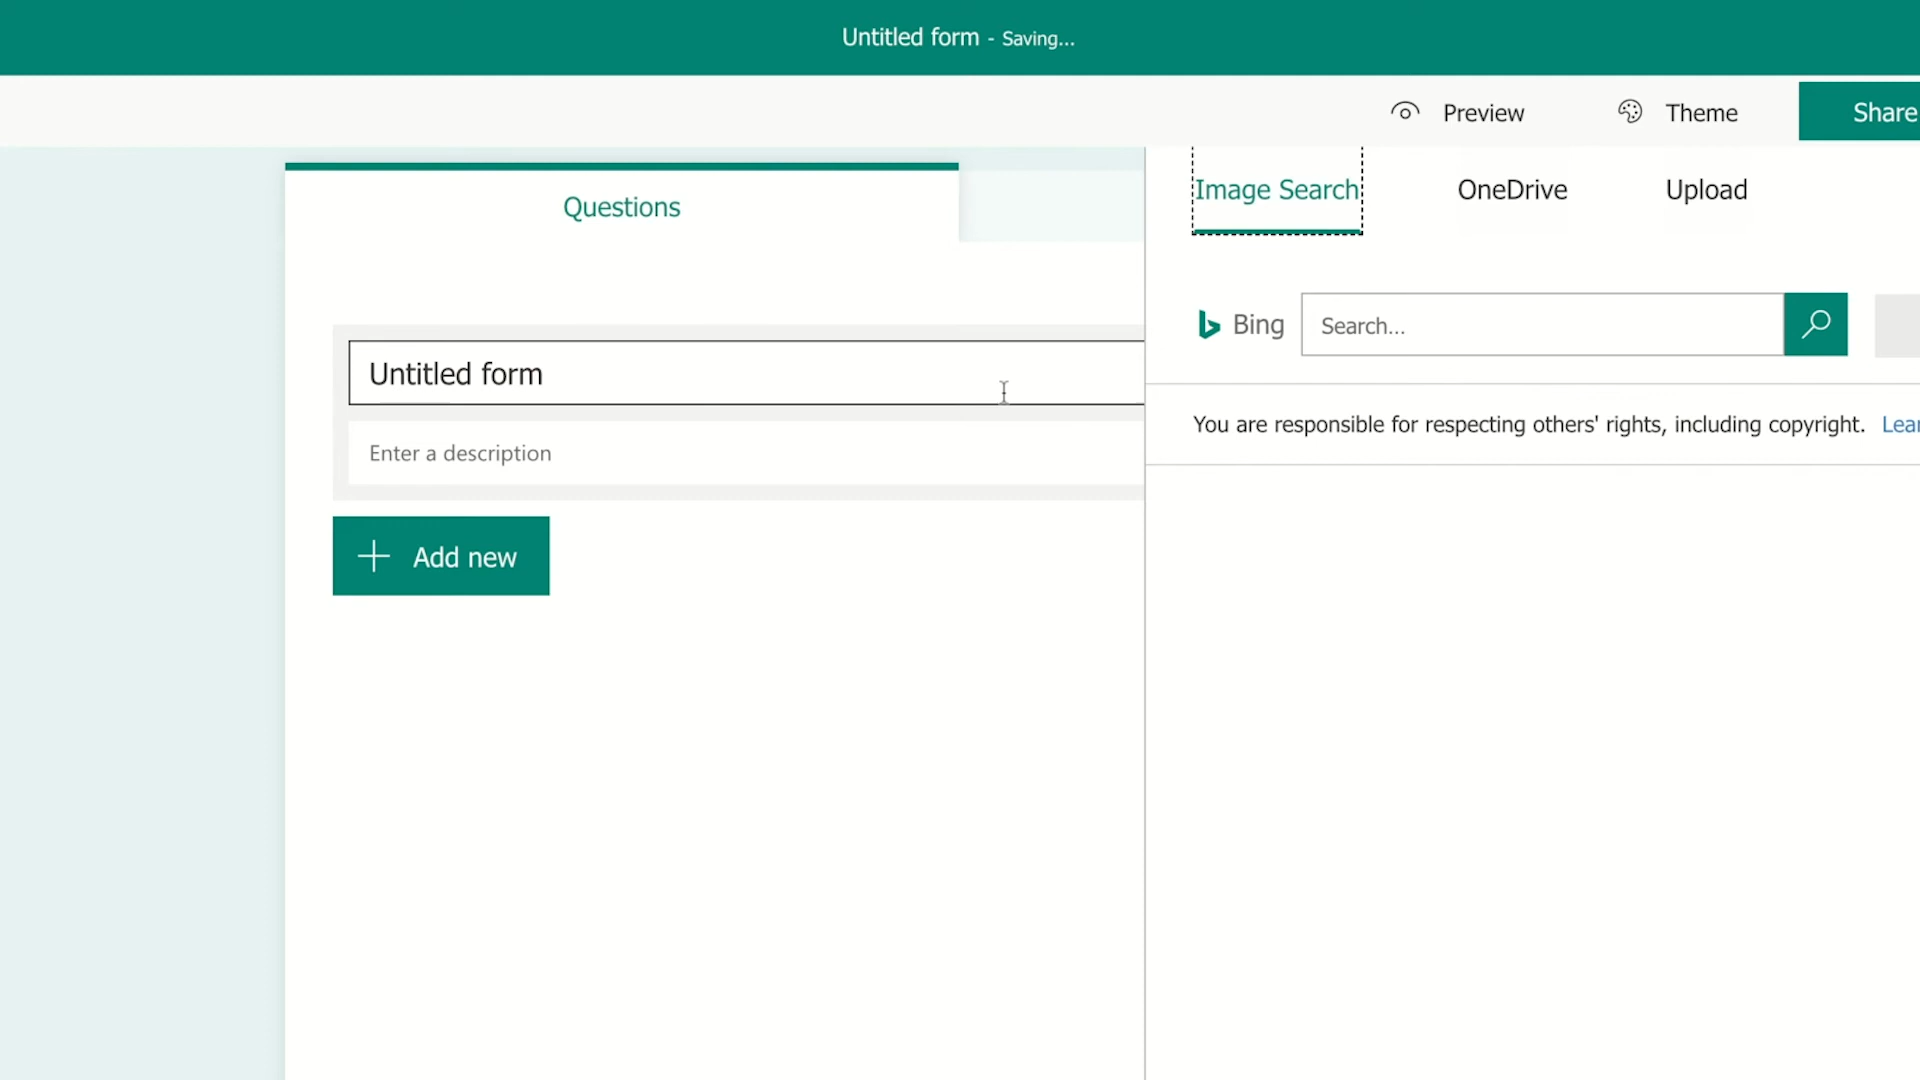 Untitled form - Saving...
Preview
Theme
Share
Questions
Image Search
OneDrive
Upload
Bing
Search...
Untitled form
Enter a description
You are responsible for respecting others' rights, including copyright. Lear
Add new